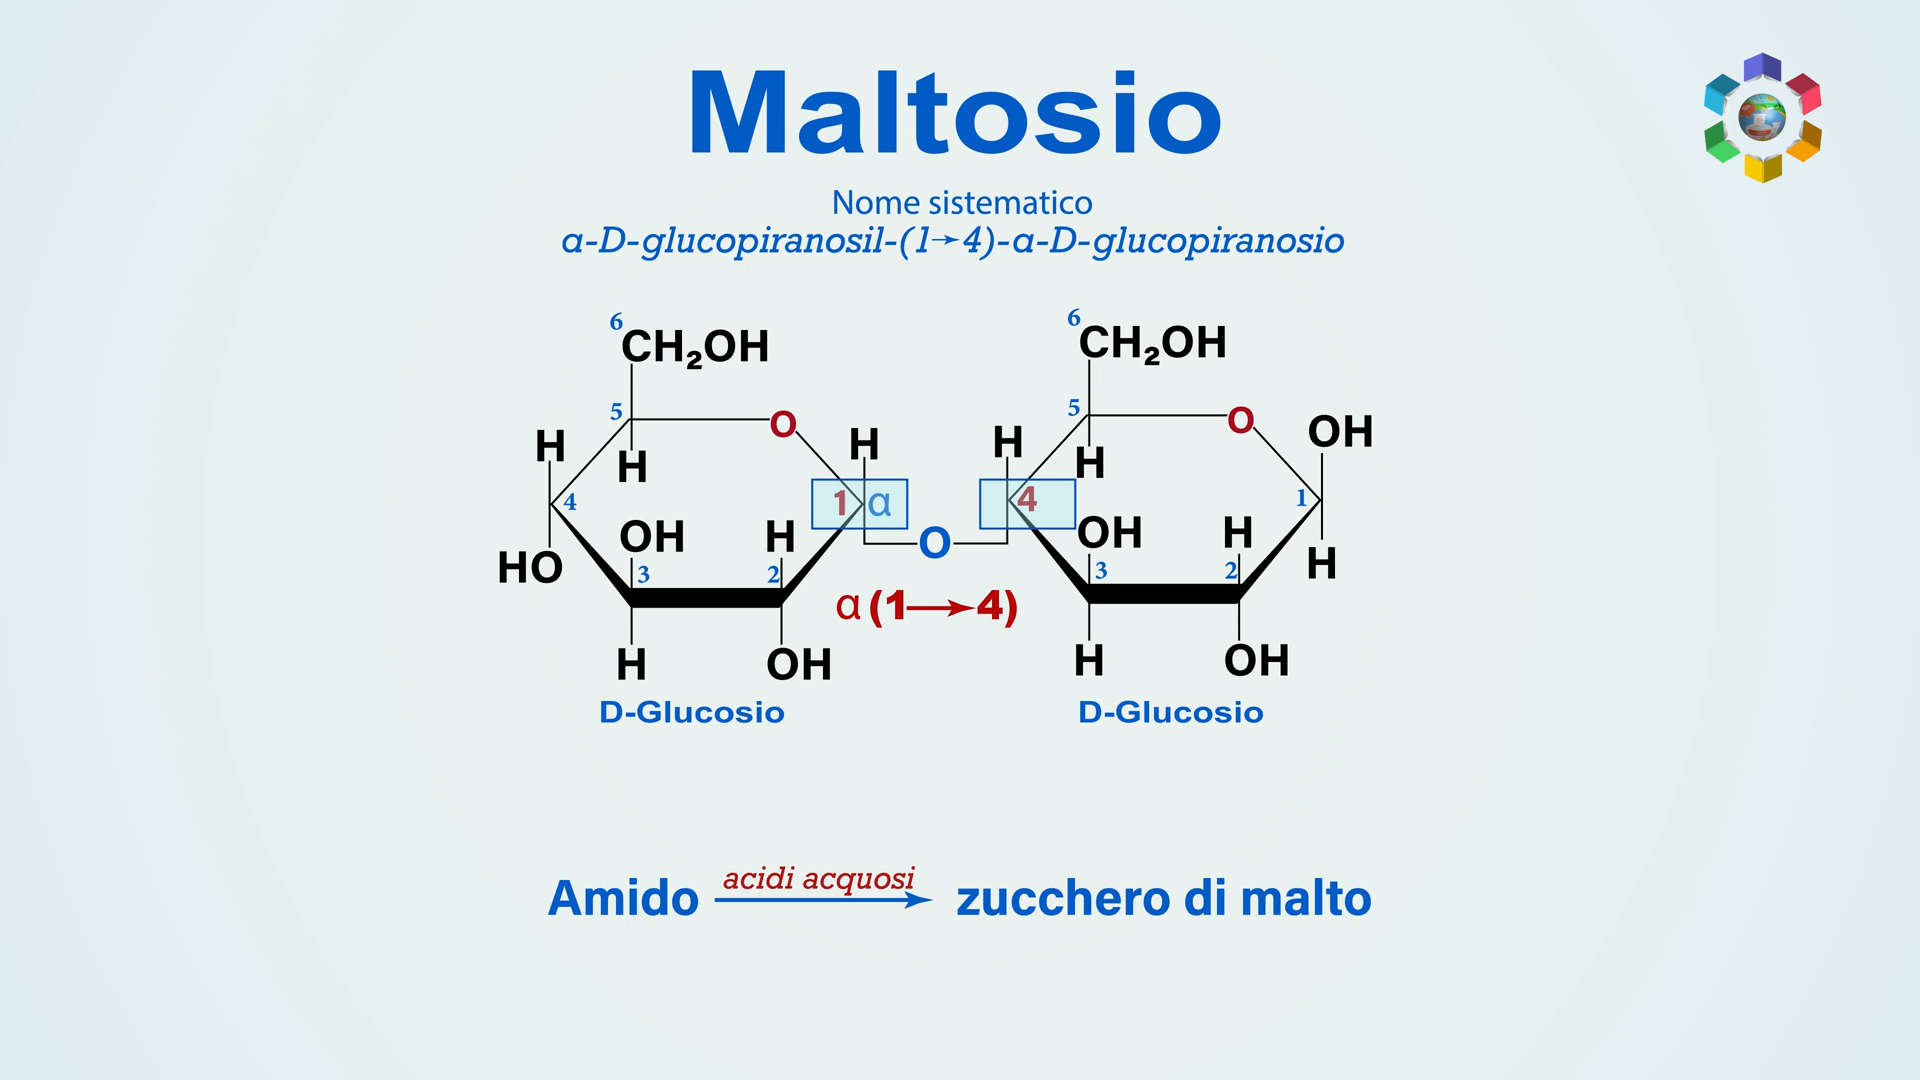 Maltosio
Nome sistematico
α-D-glucopiranosil-(1→4)-α-D-glucopiranosio
6 6
CH₂OH CH₂OH
5 O 5 O OH
H H H H
H H
4 1 α 4 1
OH H O OH H
HO 3 2 3 2 H
α (1→4)
H OH H OH
D-Glucosio D-Glucosio
acidi acquosi
Amido → zucchero di malto